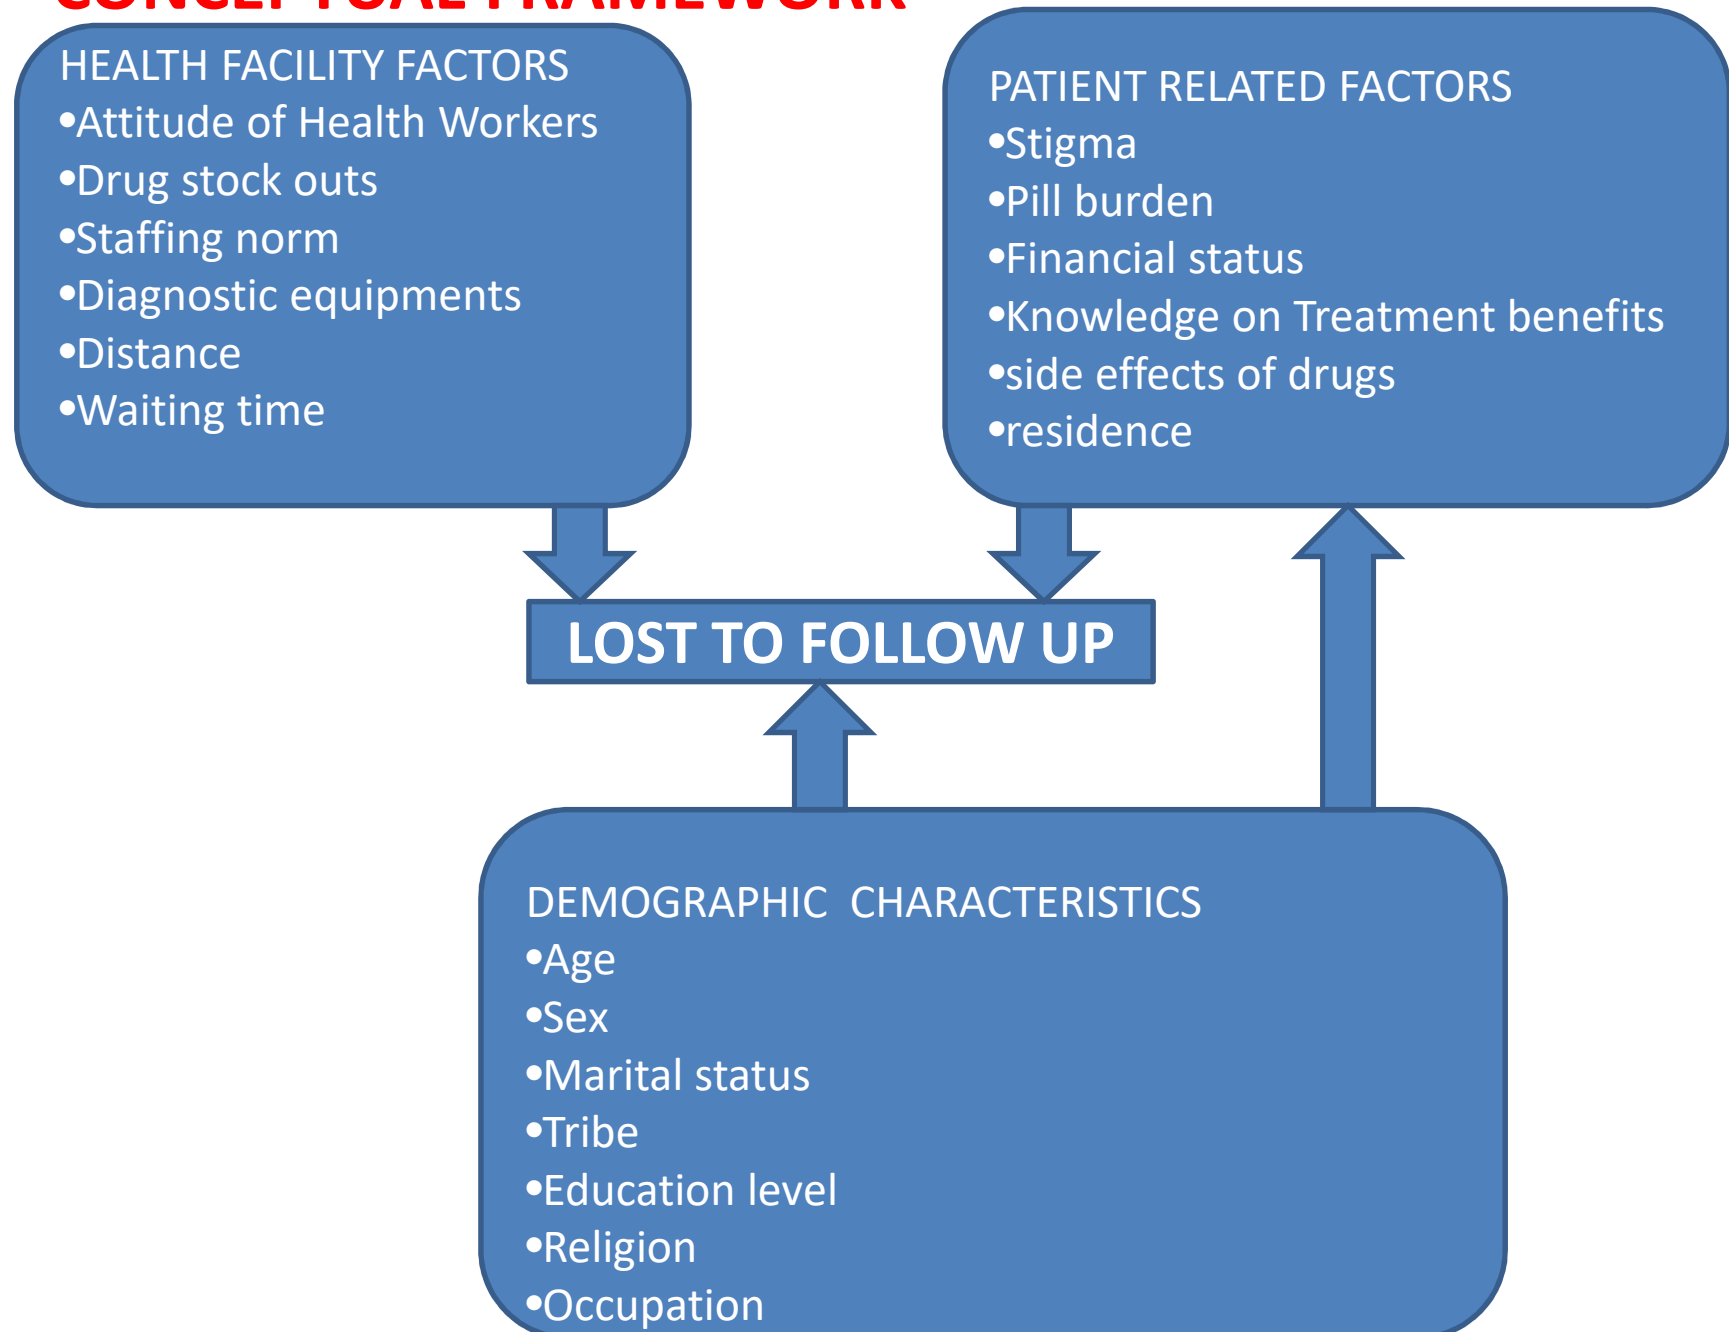 CONCEPTUAL FRAMEWORK
HEALTH FACILITY FACTORS
•Attitude of Health Workers
•Drug stock outs
•Staffing norm
•Diagnostic equipments
•Distance
•Waiting time
PATIENT RELATED FACTORS
•Stigma
•Pill burden
•Financial status
•Knowledge on Treatment benefits
•side effects of drugs
•residence
LOST TO FOLLOW UP
DEMOGRAPHIC CHARACTERISTICS
•Age
•Sex
•Marital status
•Tribe
•Education level
•Religion
•Occupation